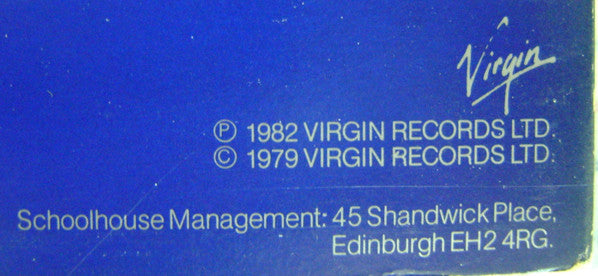 Virgin
℗ 1982 VIRGIN RECORDS LTD.
© 1979 VIRGIN RECORDS LTD.
Schoolhouse Management: 45 Shandwick Place,
Edinburgh EH2 4RG.